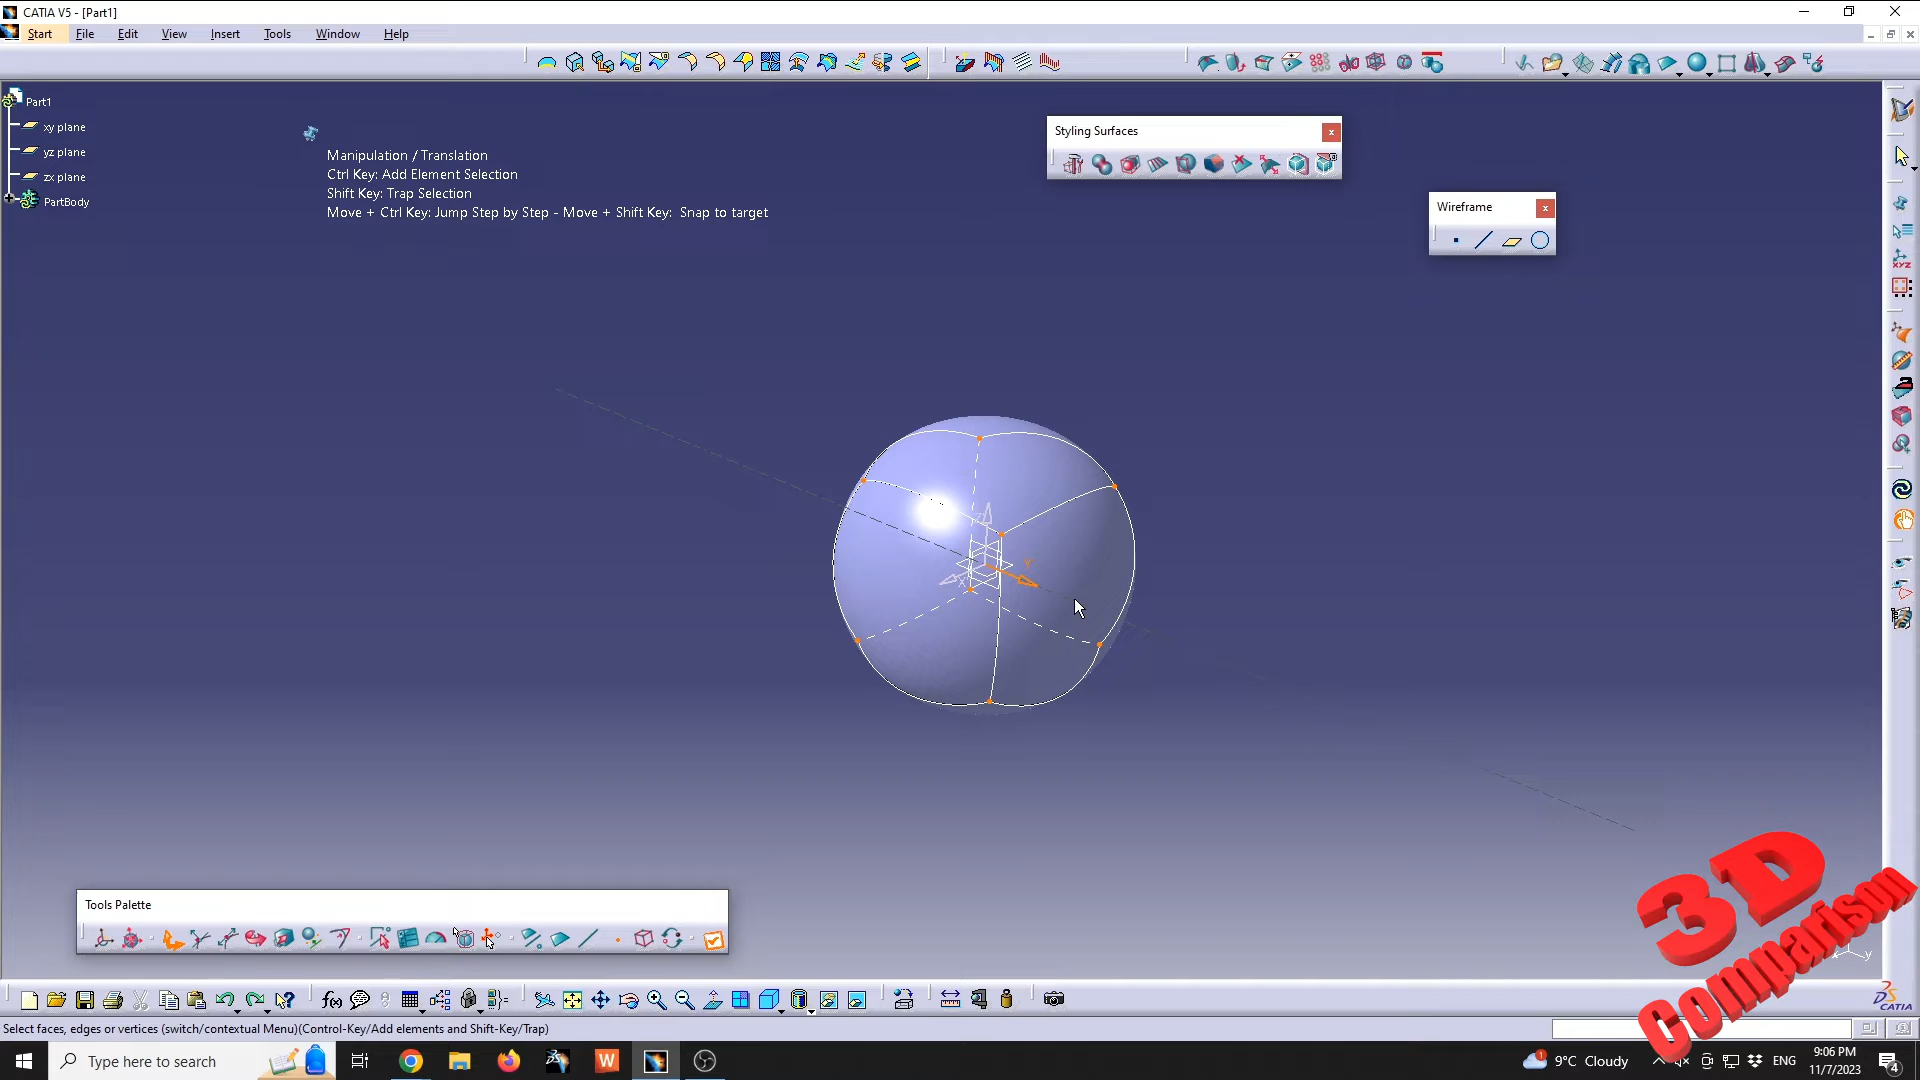 CATIA V5 - [Part1]
Start File Edit View Insert Tools Window Help
Part1
xy plane
yz plane
zx plane
PartBody
Manipulation / Translation
Ctrl Key: Add Element Selection
Shift Key: Trap Selection
Move + Ctrl Key: Jump Step by Step - Move + Shift Key: Snap to target
Styling Surfaces
Wireframe
Y
X
Tools Palette
3D
Comparison
y
CATIA
Select faces, edges or vertices (switch/contextual Menu)(Control-Key/Add elements and Shift-Key/Trap)
Type here to search
9°C Cloudy
ENG
9:06 PM
11/7/2023
4